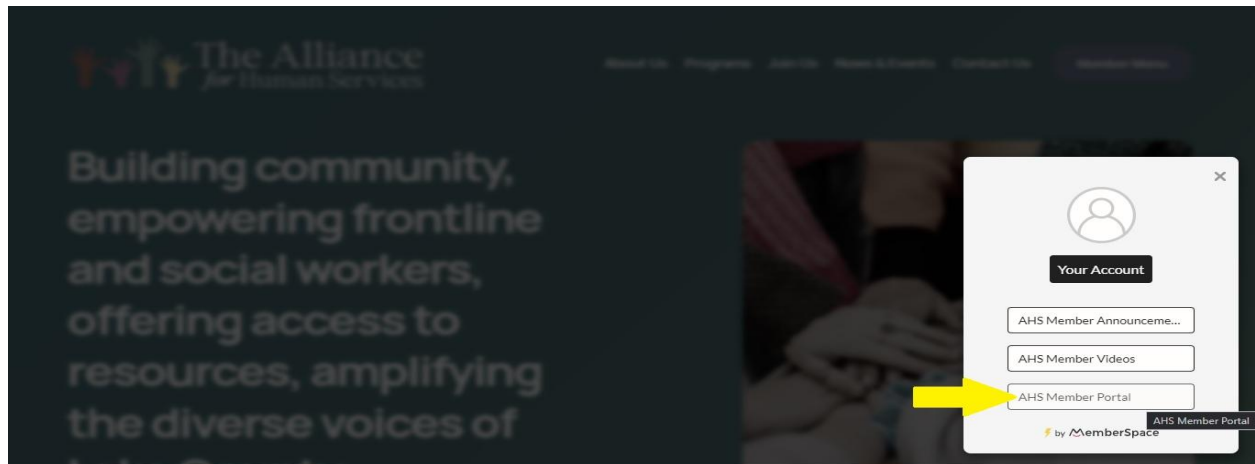 The Alliance
for Human Services
About Us Programs Join Us News & Events Contact Us Member Menu
Building community,
empowering frontline
and social workers,
offering access to
resources, amplifying
the diverse voices of
×
Your Account
AHS Member Announceme...
AHS Member Videos
AHS Member Portal
AHS Member Portal
by MemberSpace